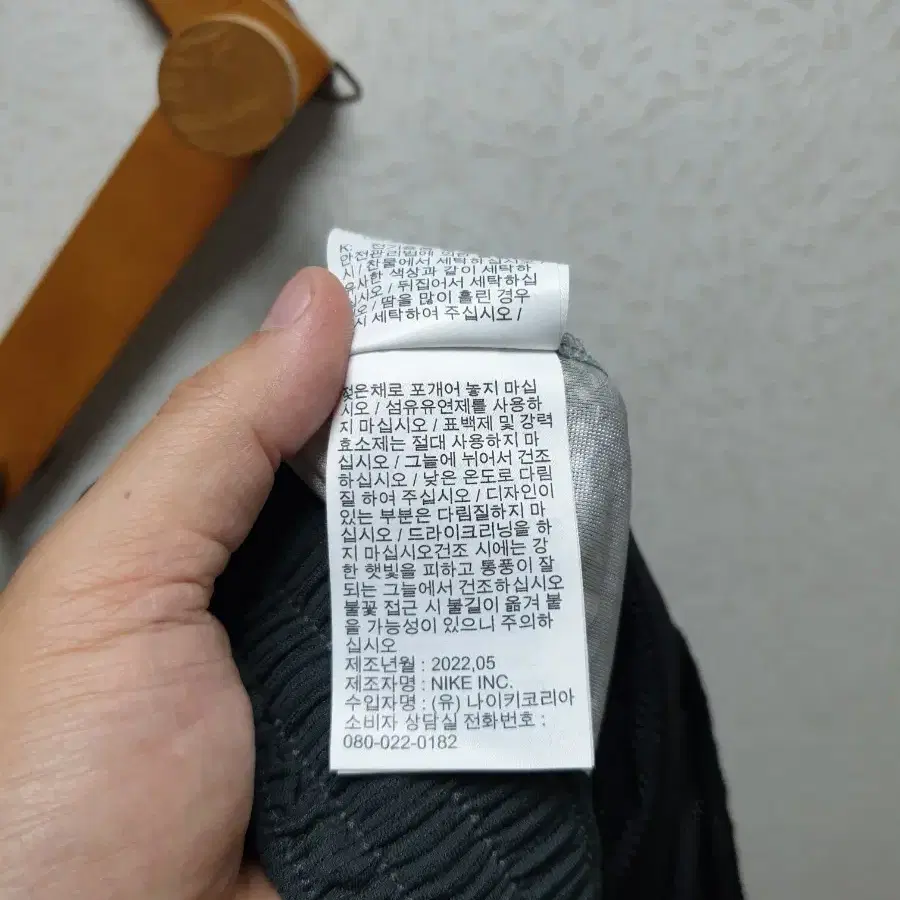 안전관리법에
시 / 찬물에서 세탁하십시오
유사한 색상과 같이 세탁하
십시오 / 뒤집어서 세탁하십
시오 / 땀을 많이 흘린 경우
즉시 세탁하여 주십시오 /
젖은채로 포개어 놓지 마십
시오 / 섬유유연제를 사용하
지 마십시오 / 표백제 및 강력
효소제는 절대 사용하지 마
십시오 / 그늘에 뉘어서 건조
하십시오 / 낮은 온도로 다림
질 하여 주십시오 / 디자인이
있는 부분은 다림질하지 마
십시오 / 드라이크리닝을 하
지 마십시오건조 시에는 강
한 햇빛을 피하고 통풍이 잘
되는 그늘에서 건조하십시오
불꽃 접근 시 불길이 옮겨 붙
을 가능성이 있으니 주의하
십시오
제조년월 : 2022,05
제조자명 : NIKE INC.
수입자명 : (유) 나이키코리아
소비자 상담실 전화번호 :
080-022-0182